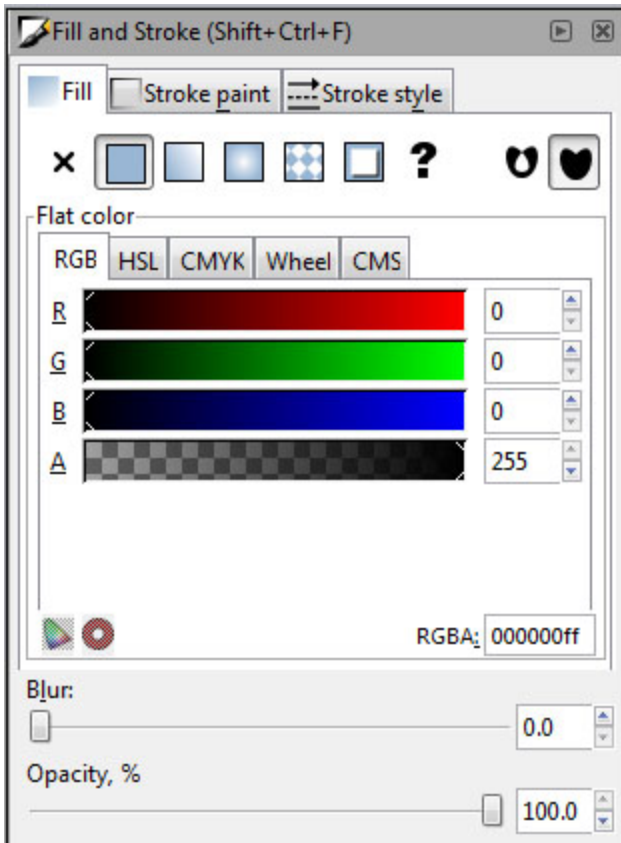 Fill and Stroke (Shift+Ctrl+F)
Fill Stroke paint Stroke style
?
Flat color
RGB HSL CMYK Wheel CMS
R 0
G 0
B 0
A 255
RGBA: 000000ff
Blur:
0.0
Opacity, %
100.0